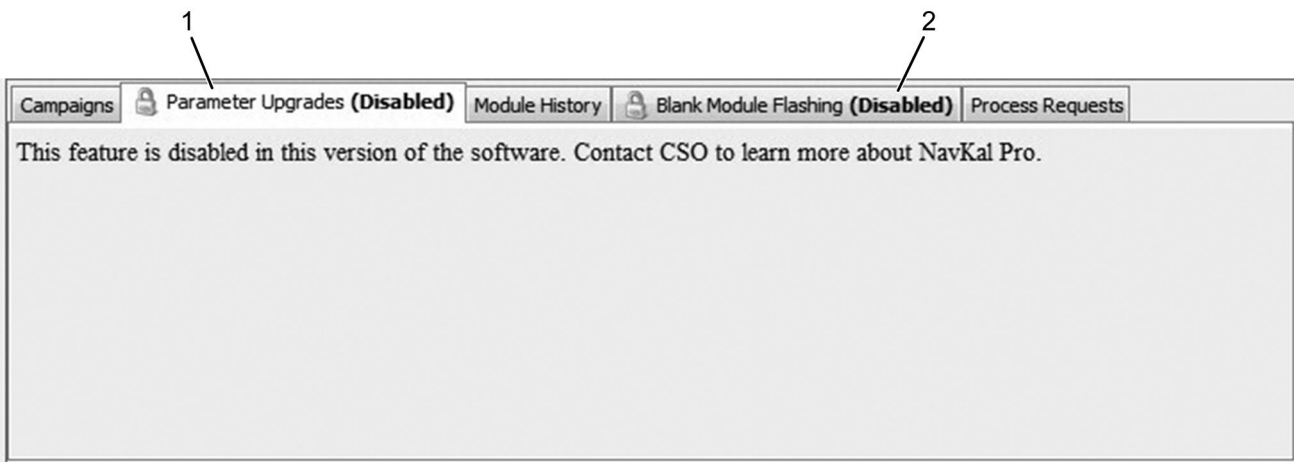 1 2
Campaigns Parameter Upgrades (Disabled) Module History Blank Module Flashing (Disabled) Process Requests
This feature is disabled in this version of the software. Contact CSO to learn more about NavKal Pro.